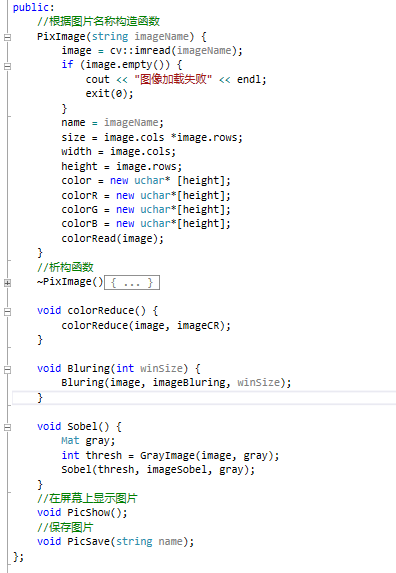 public:
//根据图片名称构造函数
PixImage(string imageName) {
image = cv::imread(imageName);
if (image.empty()) {
cout << "图像加载失败" << endl;
exit(0);
}
name = imageName;
size = image.cols *image.rows;
width = image.cols;
height = image.rows;
color = new uchar* [height];
colorR = new uchar*[height];
colorG = new uchar*[height];
colorB = new uchar*[height];
colorRead(image);
}
//析构函数
~PixImage(){ ... }
void colorReduce() {
colorReduce(image, imageCR);
}
void Bluring(int winSize) {
Bluring(image, imageBluring, winSize);
}
void Sobel() {
Mat gray;
int thresh = GrayImage(image, gray);
Sobel(thresh, imageSobel, gray);
}
//在屏幕上显示图片
void PicShow();
//保存图片
void PicSave(string name);
};